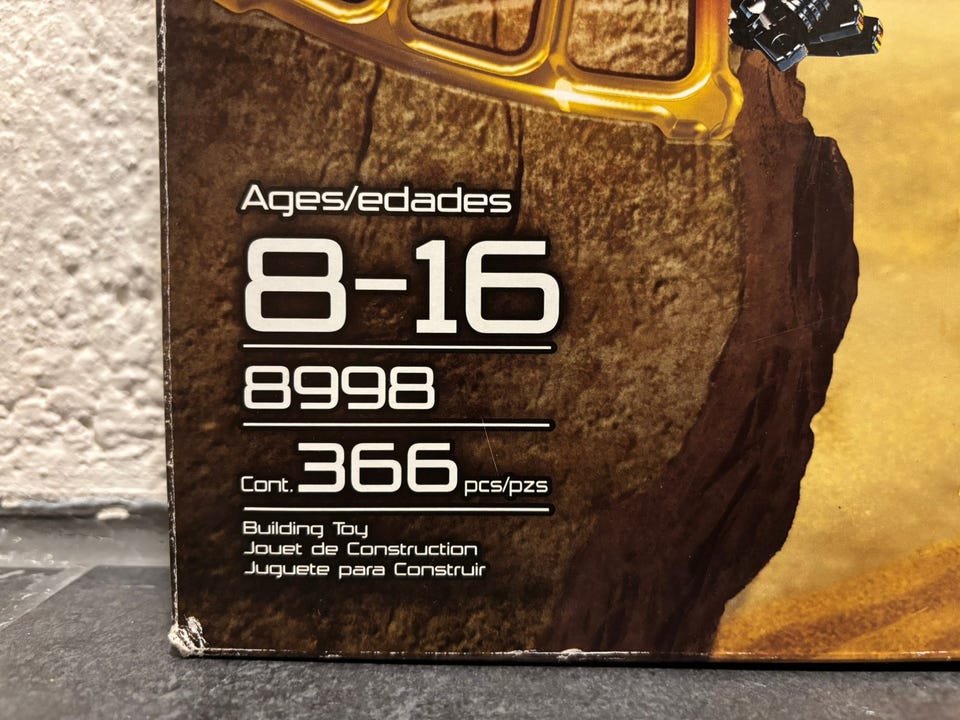 Ages/edades
8-16
8998
Cont. 366 pcs/pzs
Building Toy
Jouet de Construction
Juguete para Construir